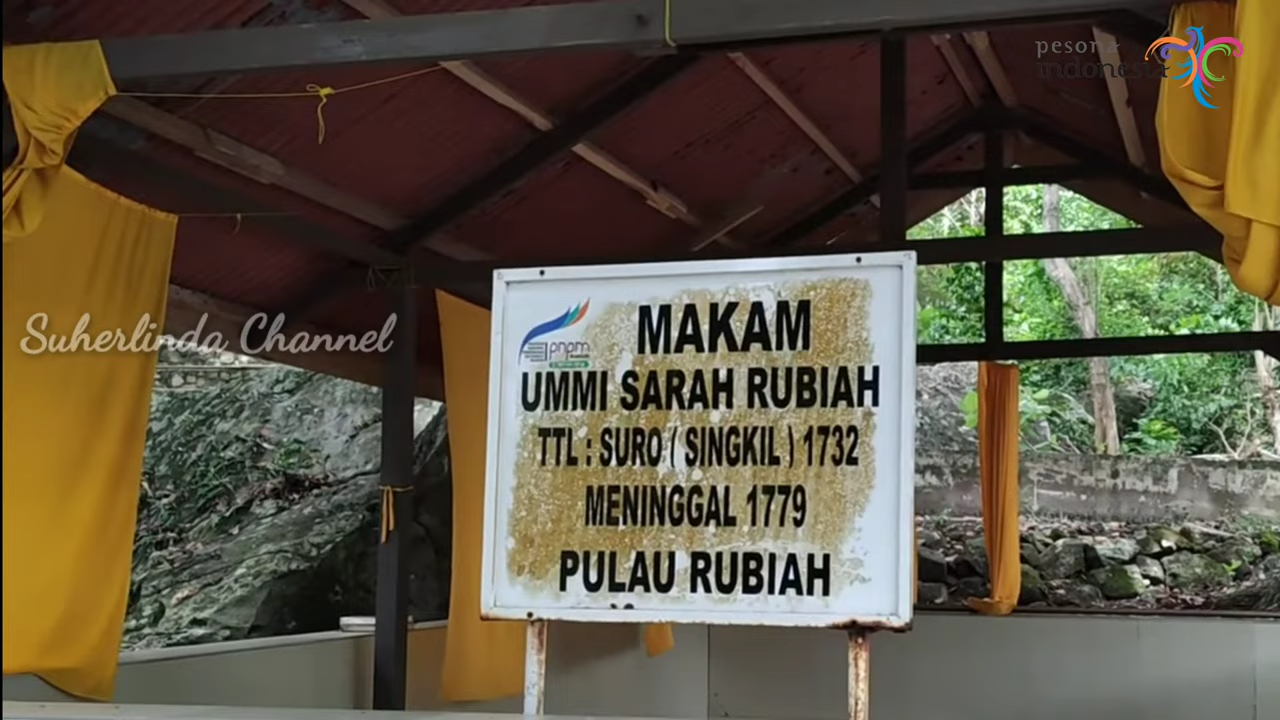 pesona
indonesia
Suherlinda Channel
pnpm
MAKAM
UMMI SARAH RUBIAH
TTL : SURO ( SINGKIL ) 1732
MENINGGAL 1779
PULAU RUBIAH